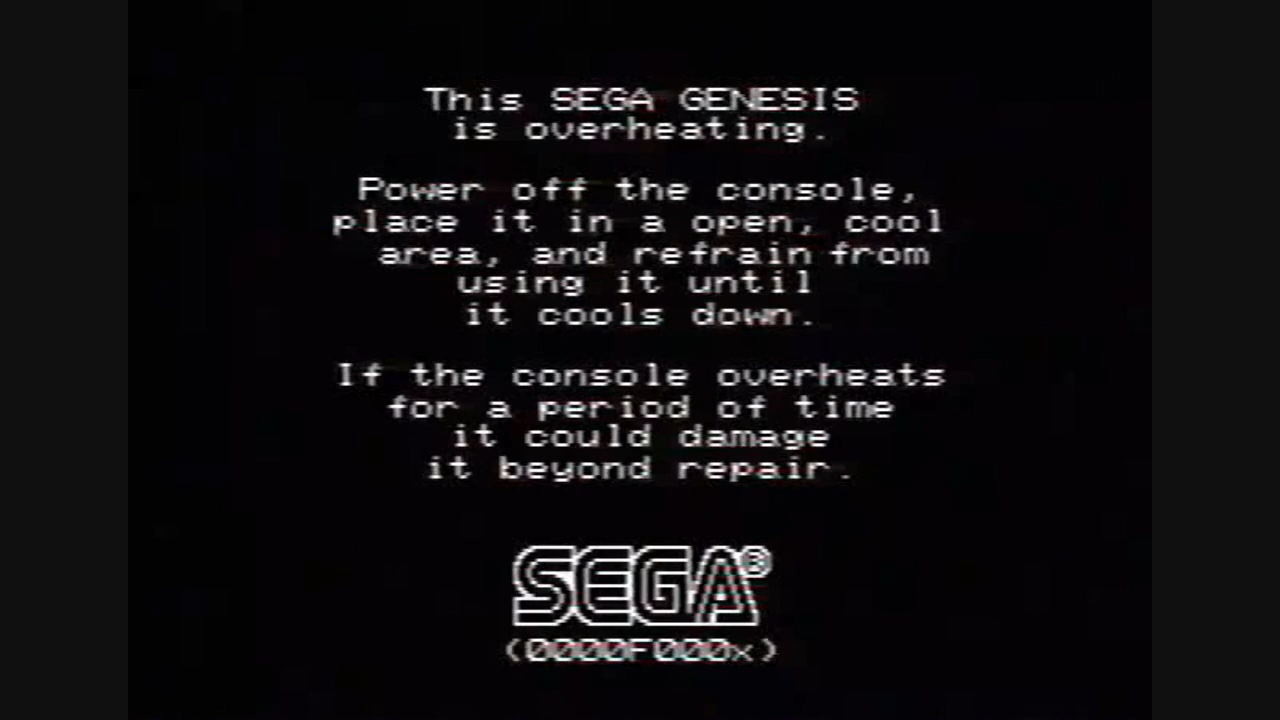 This SEGA GENESIS
is overheating.
Power off the console,
place it in a open, cool
area, and refrain from
using it until
it cools down.
If the console overheats
for a period of time
it could damage
it beyond repair.
SEGA®
(0000F000x)